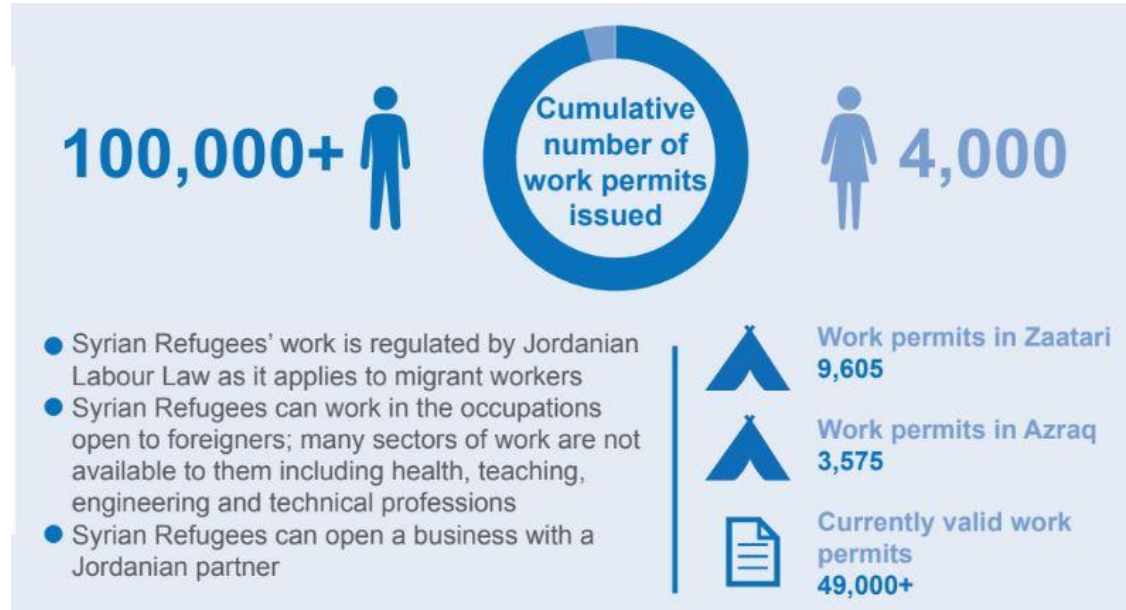 100,000+
Cumulative
number of
work permits
issued
4,000
Syrian Refugees' work is regulated by Jordanian
Labour Law as it applies to migrant workers
Syrian Refugees can work in the occupations
open to foreigners; many sectors of work are not
available to them including health, teaching,
engineering and technical professions
Syrian Refugees can open a business with a
Jordanian partner
Work permits in Zaatari
9,605
Work permits in Azraq
3,575
Currently valid work
permits
49,000+